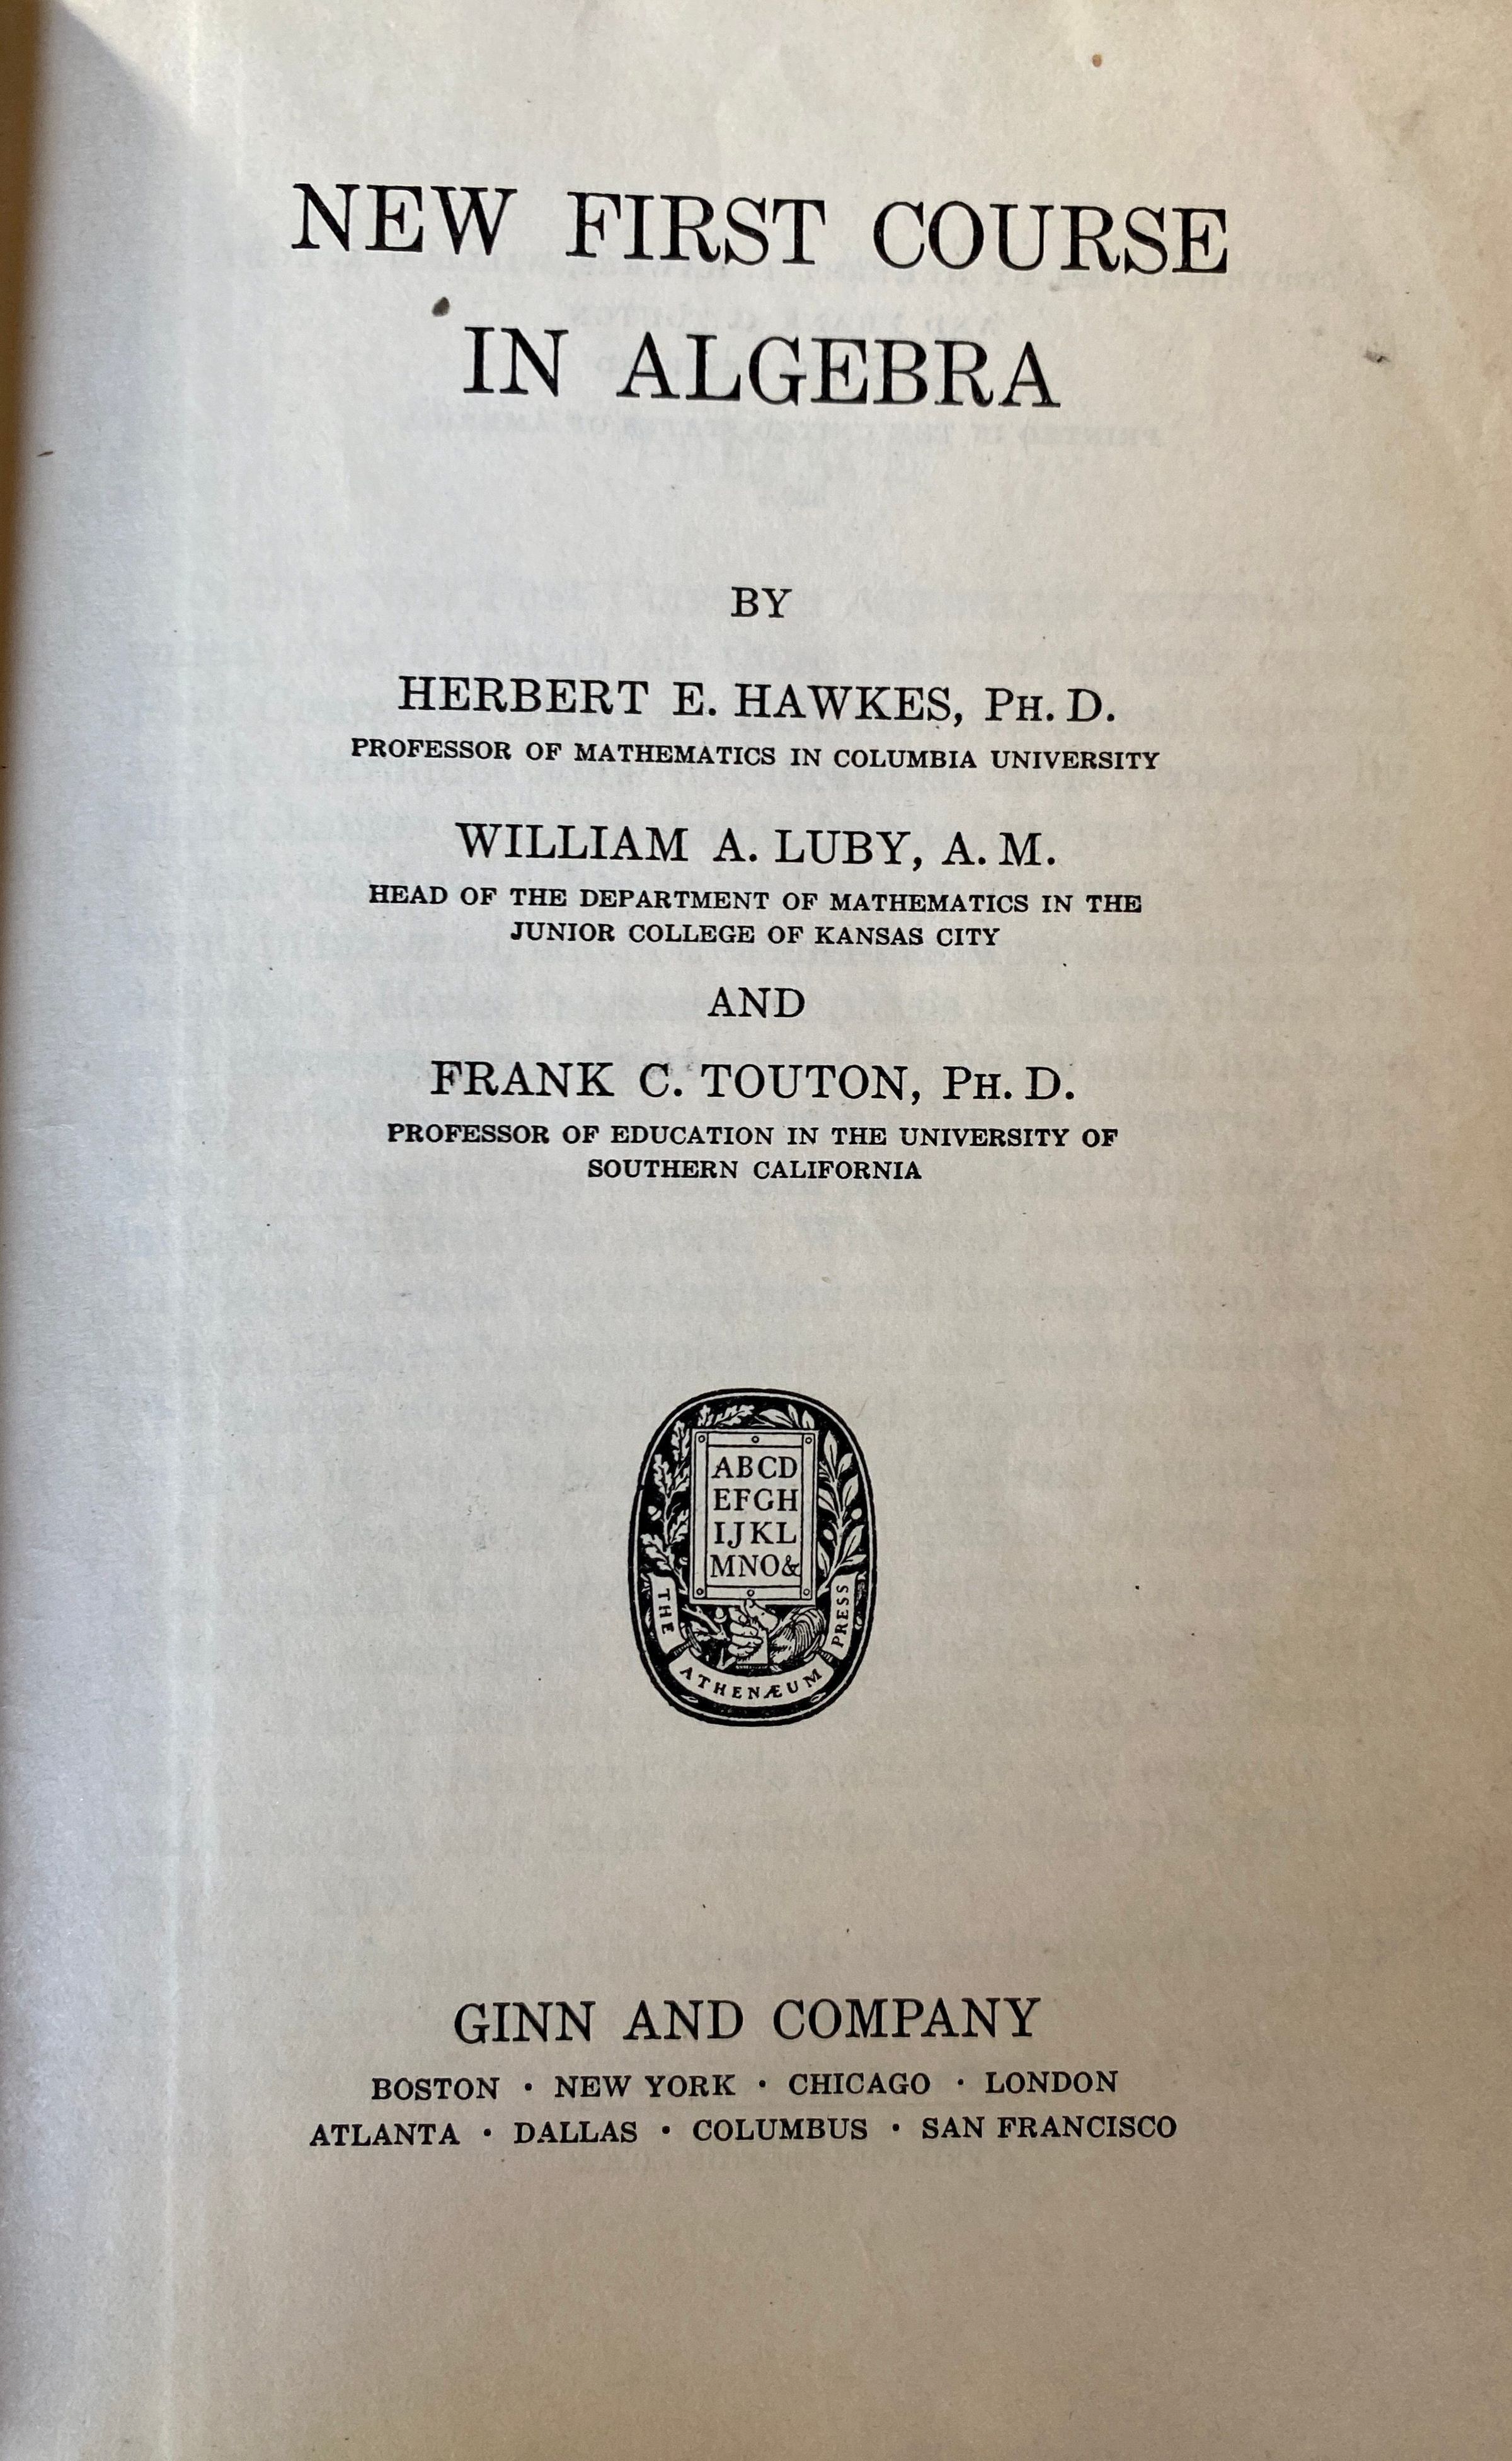 NEW FIRST COURSE
IN ALGEBRA
BY
HERBERT E. HAWKES, PH. D.
PROFESSOR OF MATHEMATICS IN COLUMBIA UNIVERSITY
WILLIAM A. LUBY, A. M.
HEAD OF THE DEPARTMENT OF MATHEMATICS IN THE
JUNIOR COLLEGE OF KANSAS CITY
AND
FRANK C. TOUTON, PH. D.
PROFESSOR OF EDUCATION IN THE UNIVERSITY OF
SOUTHERN CALIFORNIA
ABCD
EFGH
IJKL
MNO&
THE
ATHENÆUM
PRESS
GINN AND COMPANY
BOSTON · NEW YORK · CHICAGO · LONDON
ATLANTA · DALLAS · COLUMBUS · SAN FRANCISCO